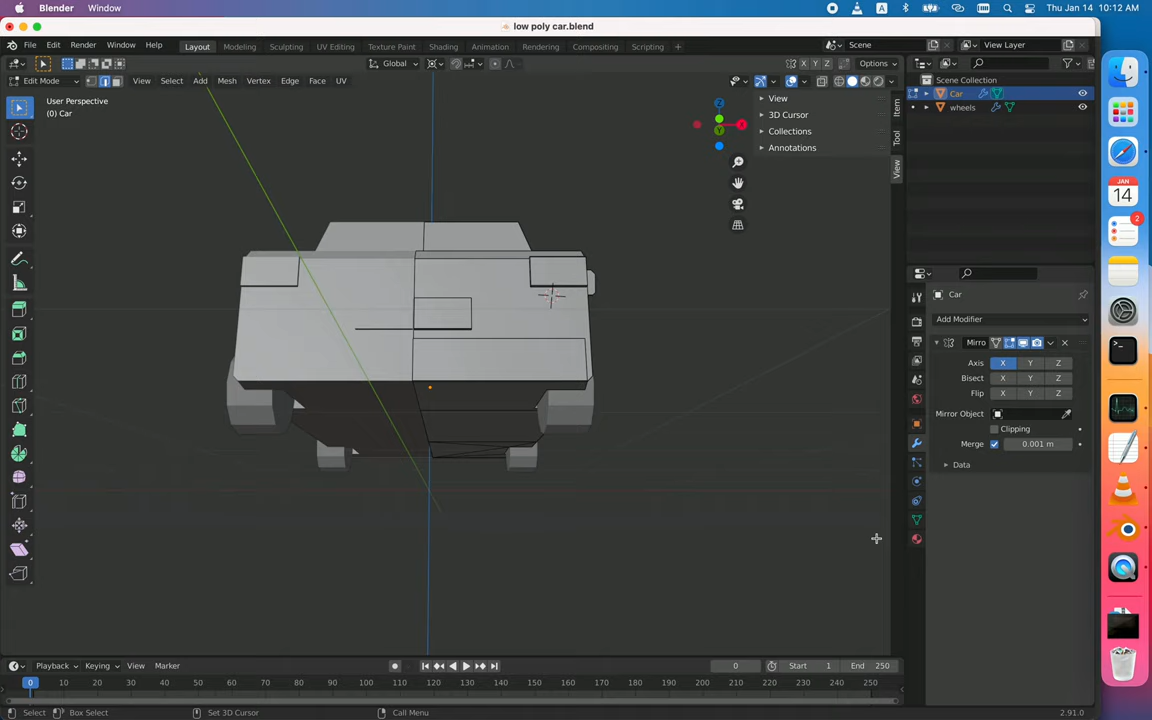 Blender Window
Thu Jan 14 10:12 AM
low poly car.blend
File Edit Render Window Help
Layout Modeling Sculpting UV Editing Texture Paint Shading Animation Rendering Compositing Scripting +
Scene
View Layer
Global
X Y Z
Options
Edit Mode
View Select Add Mesh Vertex Edge Face UV
User Perspective
(0) Car
View
3D Cursor
Collections
Annotations
Item
Tool
View
Z
X
Y
Scene Collection
Car
wheels
JAN
14
2
Car
Add Modifier
Mirro
Axis X Y Z
Bisect X Y Z
Flip X Y Z
Mirror Object
Clipping
Merge 0.001 m
Data
Playback Keying View Marker
0
Start 1
End 250
0 10 20 30 40 50 60 70 80 90 100 110 120 130 140 150 160 170 180 190 200 210 220 230 240 250
Select
Box Select
Set 3D Cursor
Call Menu
2.91.0